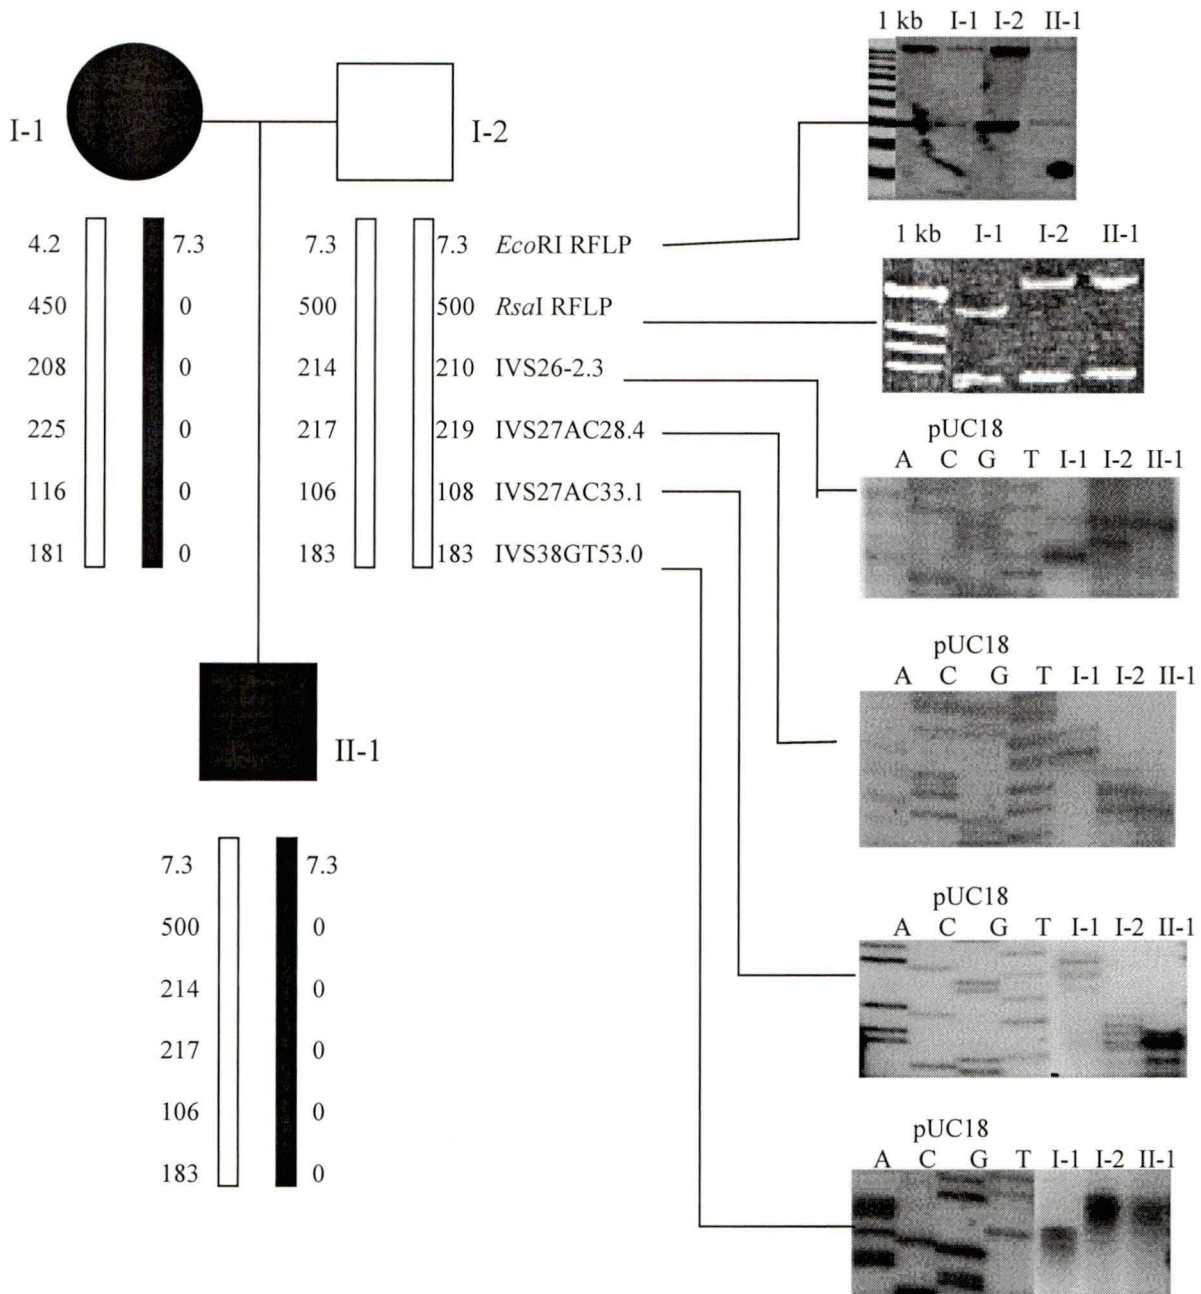 1 kb I-1 I-2 II-1
I-1
I-2
4.2 7.3 7.3 7.3 EcoRI RFLP
1 kb I-1 I-2 II-1
450 0 500 500 RsaI RFLP
208 0 214 210 IVS26-2.3
225 0 217 219 IVS27AC28.4
pUC18
A C G T I-1 I-2 II-1
116 0 106 108 IVS27AC33.1
181 0 183 183 IVS38GT53.0
pUC18
A C G T I-1 I-2 II-1
II-1
7.3 7.3
500 0
214 0
217 0
106 0
183 0
pUC18
A C G T I-1 I-2 II-1
pUC18
A C G T I-1 I-2 II-1